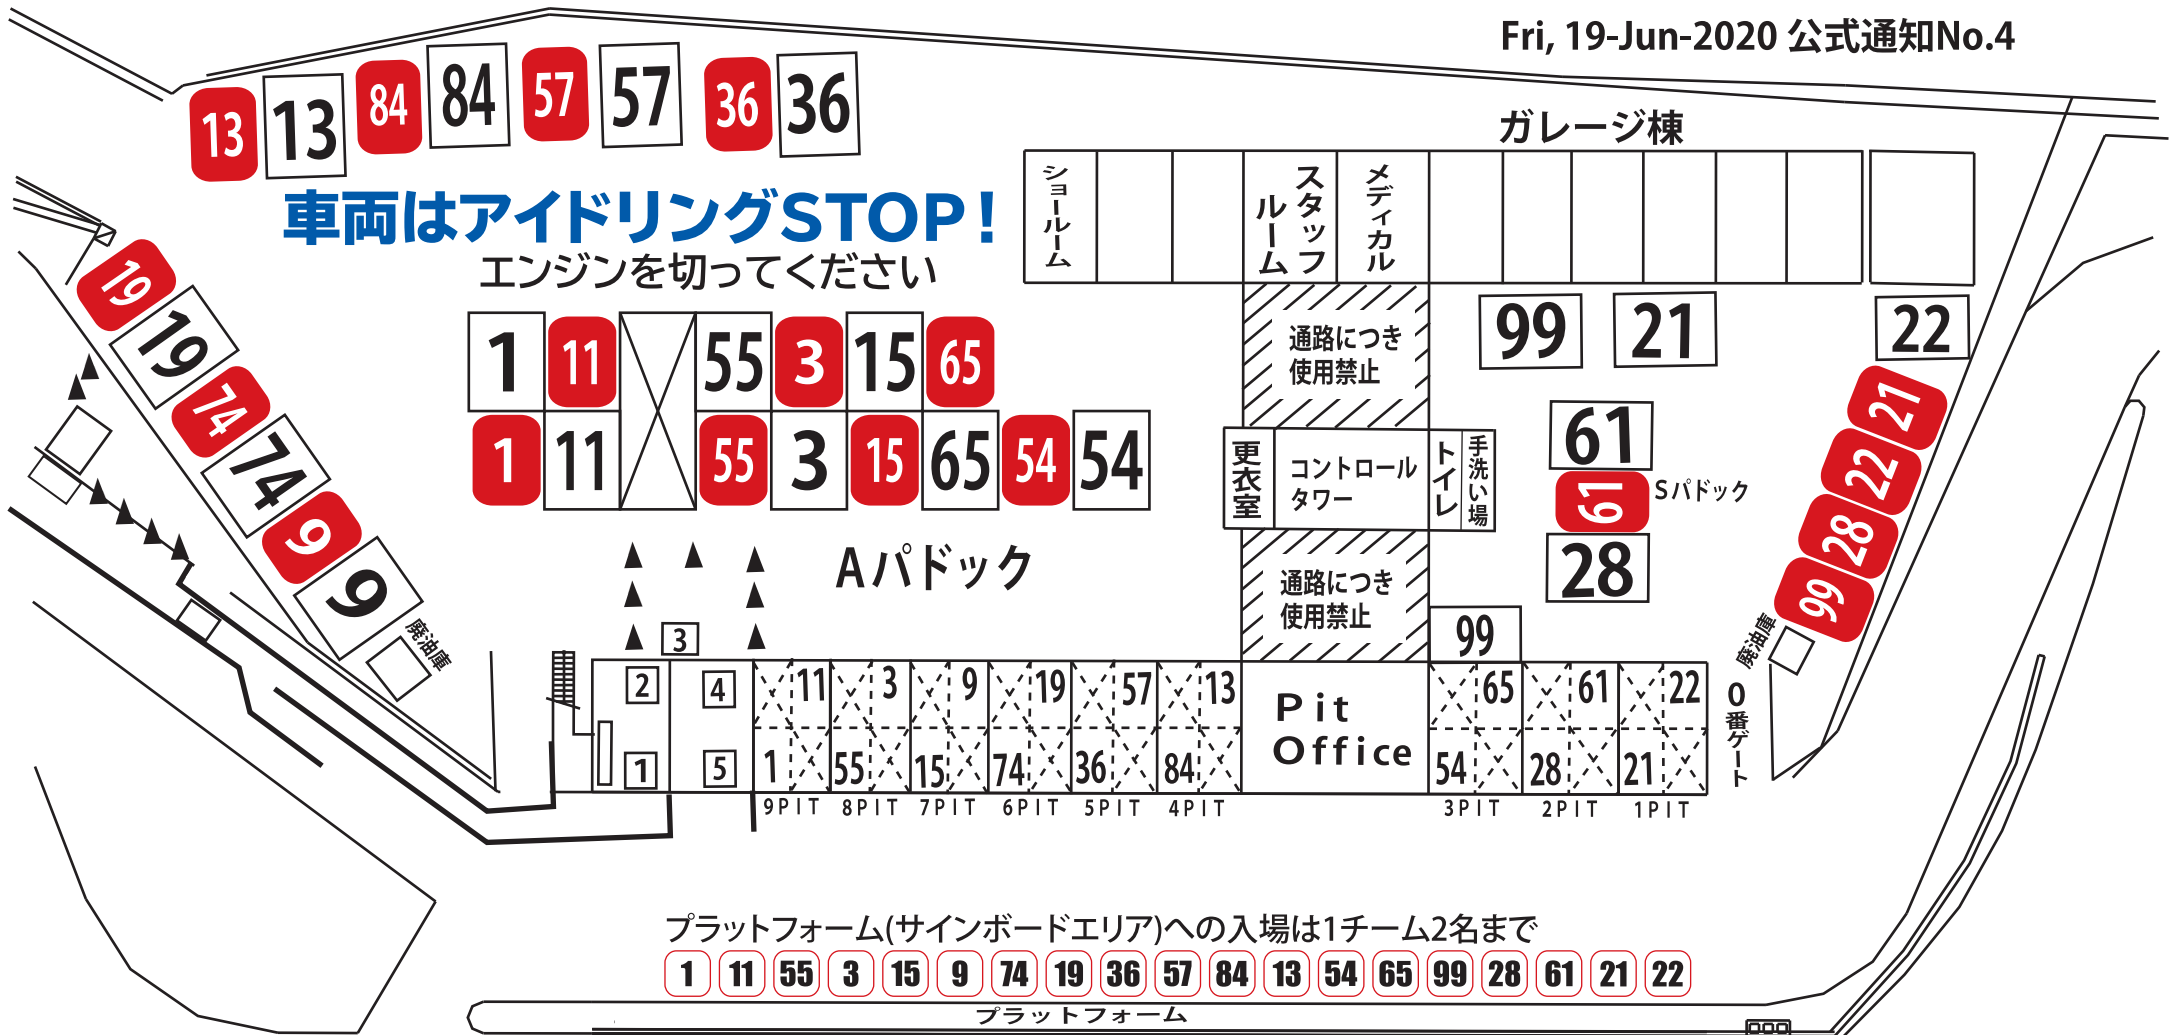 Fri, 19-Jun-2020 公式通知No.4
13 13 84 84 57 57 36 36
ガレージ棟
ショールーム
スタッフ
ルーム
メディカル
車両はアイドリングSTOP!
エンジンを切ってください
19
19
74
74
9
9
廃油庫
1 11 55 3 15 65
1 11 55 3 15 65 54 54
Aパドック
通路につき
使用禁止
更衣室
コントロール
タワー
トイレ
手洗い場
通路につき
使用禁止
99 21 22
61
61
Sパドック
28
21
22
28
99
廃油庫
0番ゲート
99
3
2 4
1 5
11 3 9 19 57 13
1 55 15 74 36 84
Pit
Office
65 61 22
54 28 21
9PIT 8PIT 7PIT 6PIT 5PIT 4PIT 3PIT 2PIT 1PIT
プラットフォーム(サインボードエリア)への入場は1チーム2名まで
1 11 55 3 15 9 74 19 36 57 84 13 54 65 99 28 61 21 22
プラットフォーム